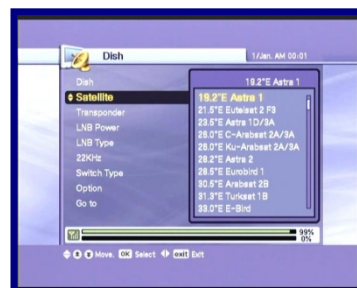 Dish
1/Jan. AM 00:01
Dish
19.2°E Astra 1
Satellite
Transponder
LNB Power
LNB Type
22KHz
Switch Type
Option
Go to
19.2°E Astra 1
21.5°E Eutelsat 2 F3
23.5°E Astra 1D/3A
26.0°E C-Arabsat 2A/3A
26.0°E Ku-Arabsat 2A/3A
28.2°E Astra 2
28.5°E Eurobird 1
30.5°E Arabsat 2B
31.3°E Turksat 1B
33.0°E E-Bird
99%
0%
Move. OK Select exit Exit